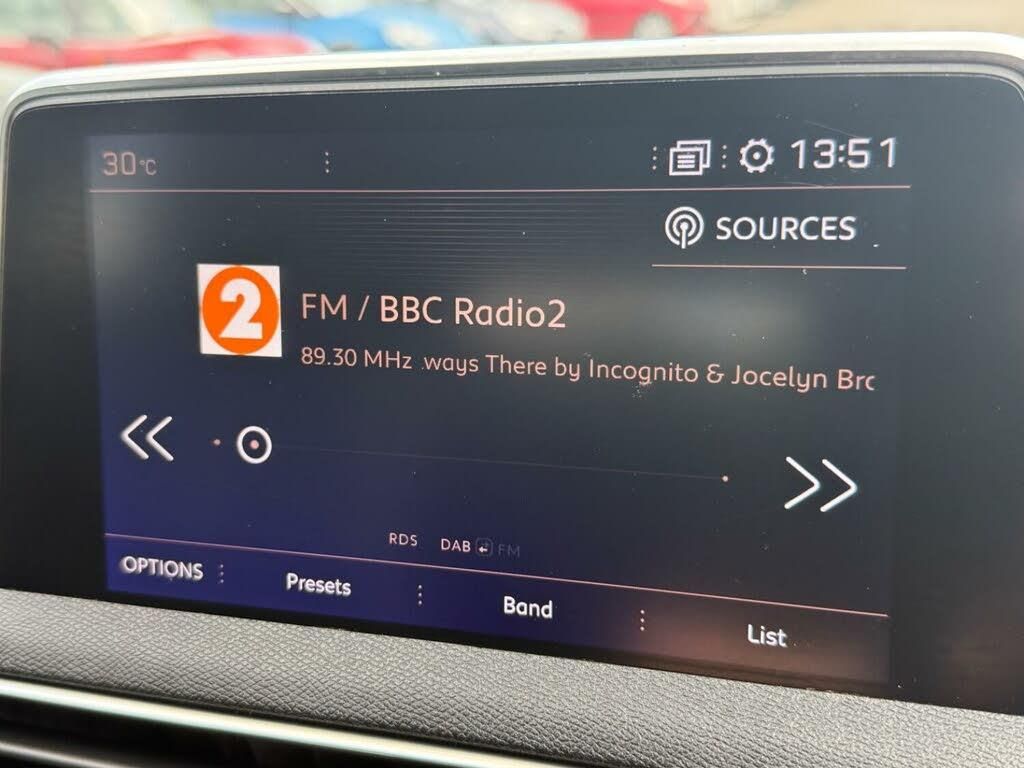 30°C
13:51
SOURCES
2
FM / BBC Radio2
89.30 MHz .ways There by Incognito & Jocelyn Brc
RDS DAB FM
OPTIONS Presets Band List